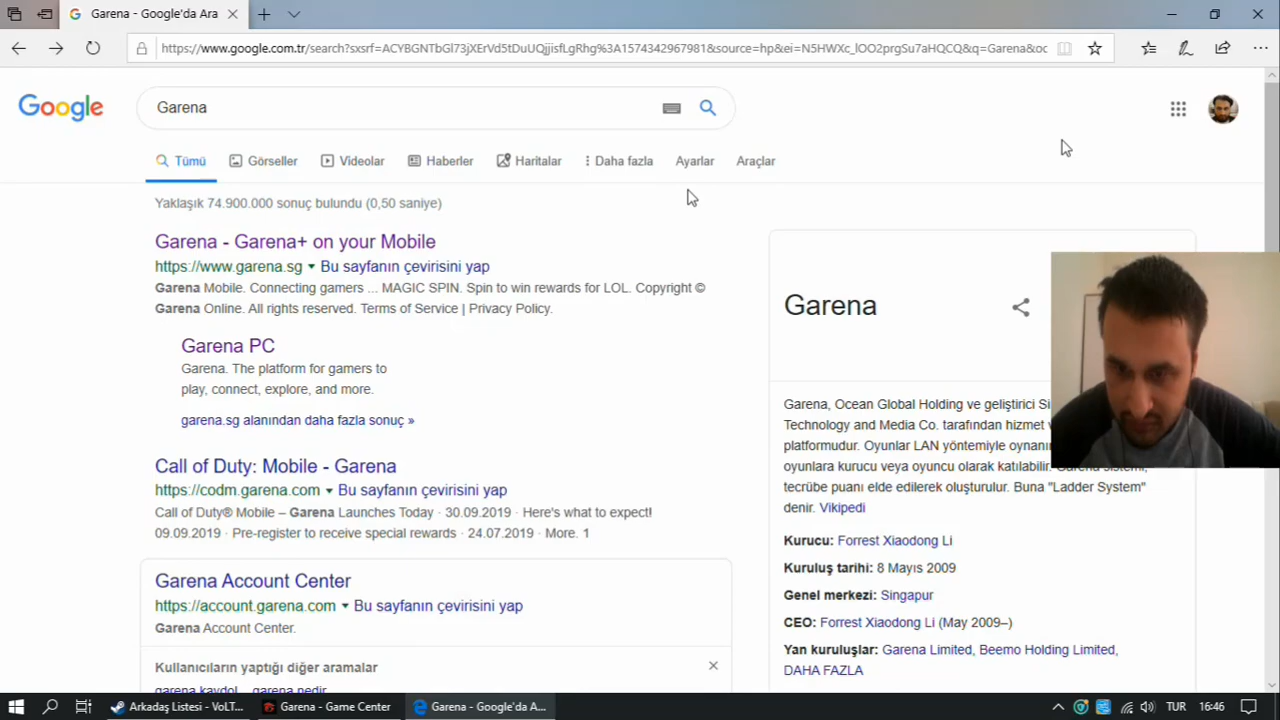 Garena - Google'da Ara
https://www.google.com.tr/search?sxsrf=ACYBGNTbGl73jXErVd5tDuUQjjisfLgRhg%3A1574342967981&source=hp&ei=N5HWXc_lOO2prgSu7aHQCQ&q=Garena&oc
Google
Garena
Tümü Görseller Videolar Haberler Haritalar Daha fazla Ayarlar Araçlar
Yaklaşık 74.900.000 sonuç bulundu (0,50 saniye)
Garena - Garena+ on your Mobile
https://www.garena.sg Bu sayfanın çevirisini yap
Garena Mobile. Connecting gamers ... MAGIC SPIN. Spin to win rewards for LOL. Copyright ©
Garena Online. All rights reserved. Terms of Service | Privacy Policy.
Garena PC
Garena. The platform for gamers to
play, connect, explore, and more.
garena.sg alanından daha fazla sonuç »
Call of Duty: Mobile - Garena
https://codm.garena.com Bu sayfanın çevirisini yap
Call of Duty® Mobile – Garena Launches Today · 30.09.2019 · Here's what to expect!
09.09.2019 · Pre-register to receive special rewards · 24.07.2019 · More. 1
Garena Account Center
https://account.garena.com Bu sayfanın çevirisini yap
Garena Account Center.
Kullanıcıların yaptığı diğer aramalar
garena kaydol garena nedir
Garena
Garena, Ocean Global Holding ve geliştirici
Technology and Media Co. tarafından hizmet
platformudur. Oyunlar LAN yöntemiyle oynanır
oyunlara kurucu veya oyuncu olarak katılabilir. Garena sistemi,
tecrübe puanı elde edilerek oluşturulur. Buna "Ladder System"
denir. Vikipedi
Kurucu: Forrest Xiaodong Li
Kuruluş tarihi: 8 Mayıs 2009
Genel merkezi: Singapur
CEO: Forrest Xiaodong Li (May 2009–)
Yan kuruluşlar: Garena Limited, Beemo Holding Limited,
DAHA FAZLA
Arkadaş Listesi - VoLT... Garena - Game Center Garena - Google'da A... TUR 16:46